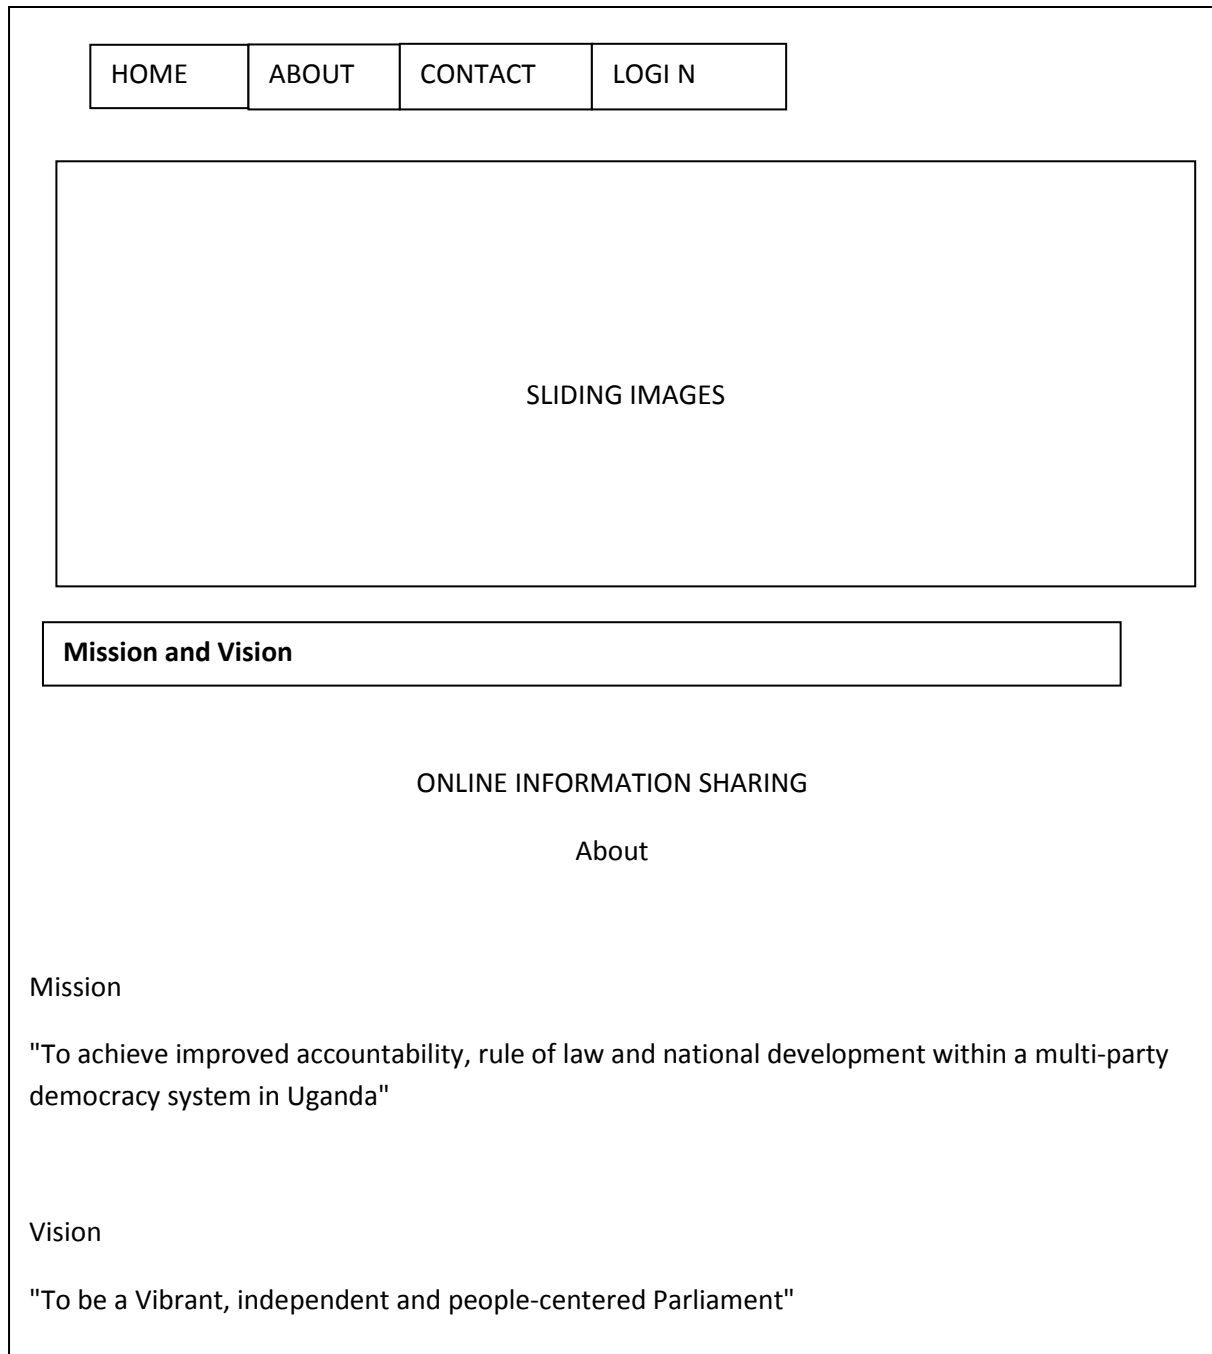 HOME ABOUT CONTACT LOGI N
SLIDING IMAGES
Mission and Vision
ONLINE INFORMATION SHARING
About
Mission
"To achieve improved accountability, rule of law and national development within a multi-party
democracy system in Uganda"
Vision
"To be a Vibrant, independent and people-centered Parliament"